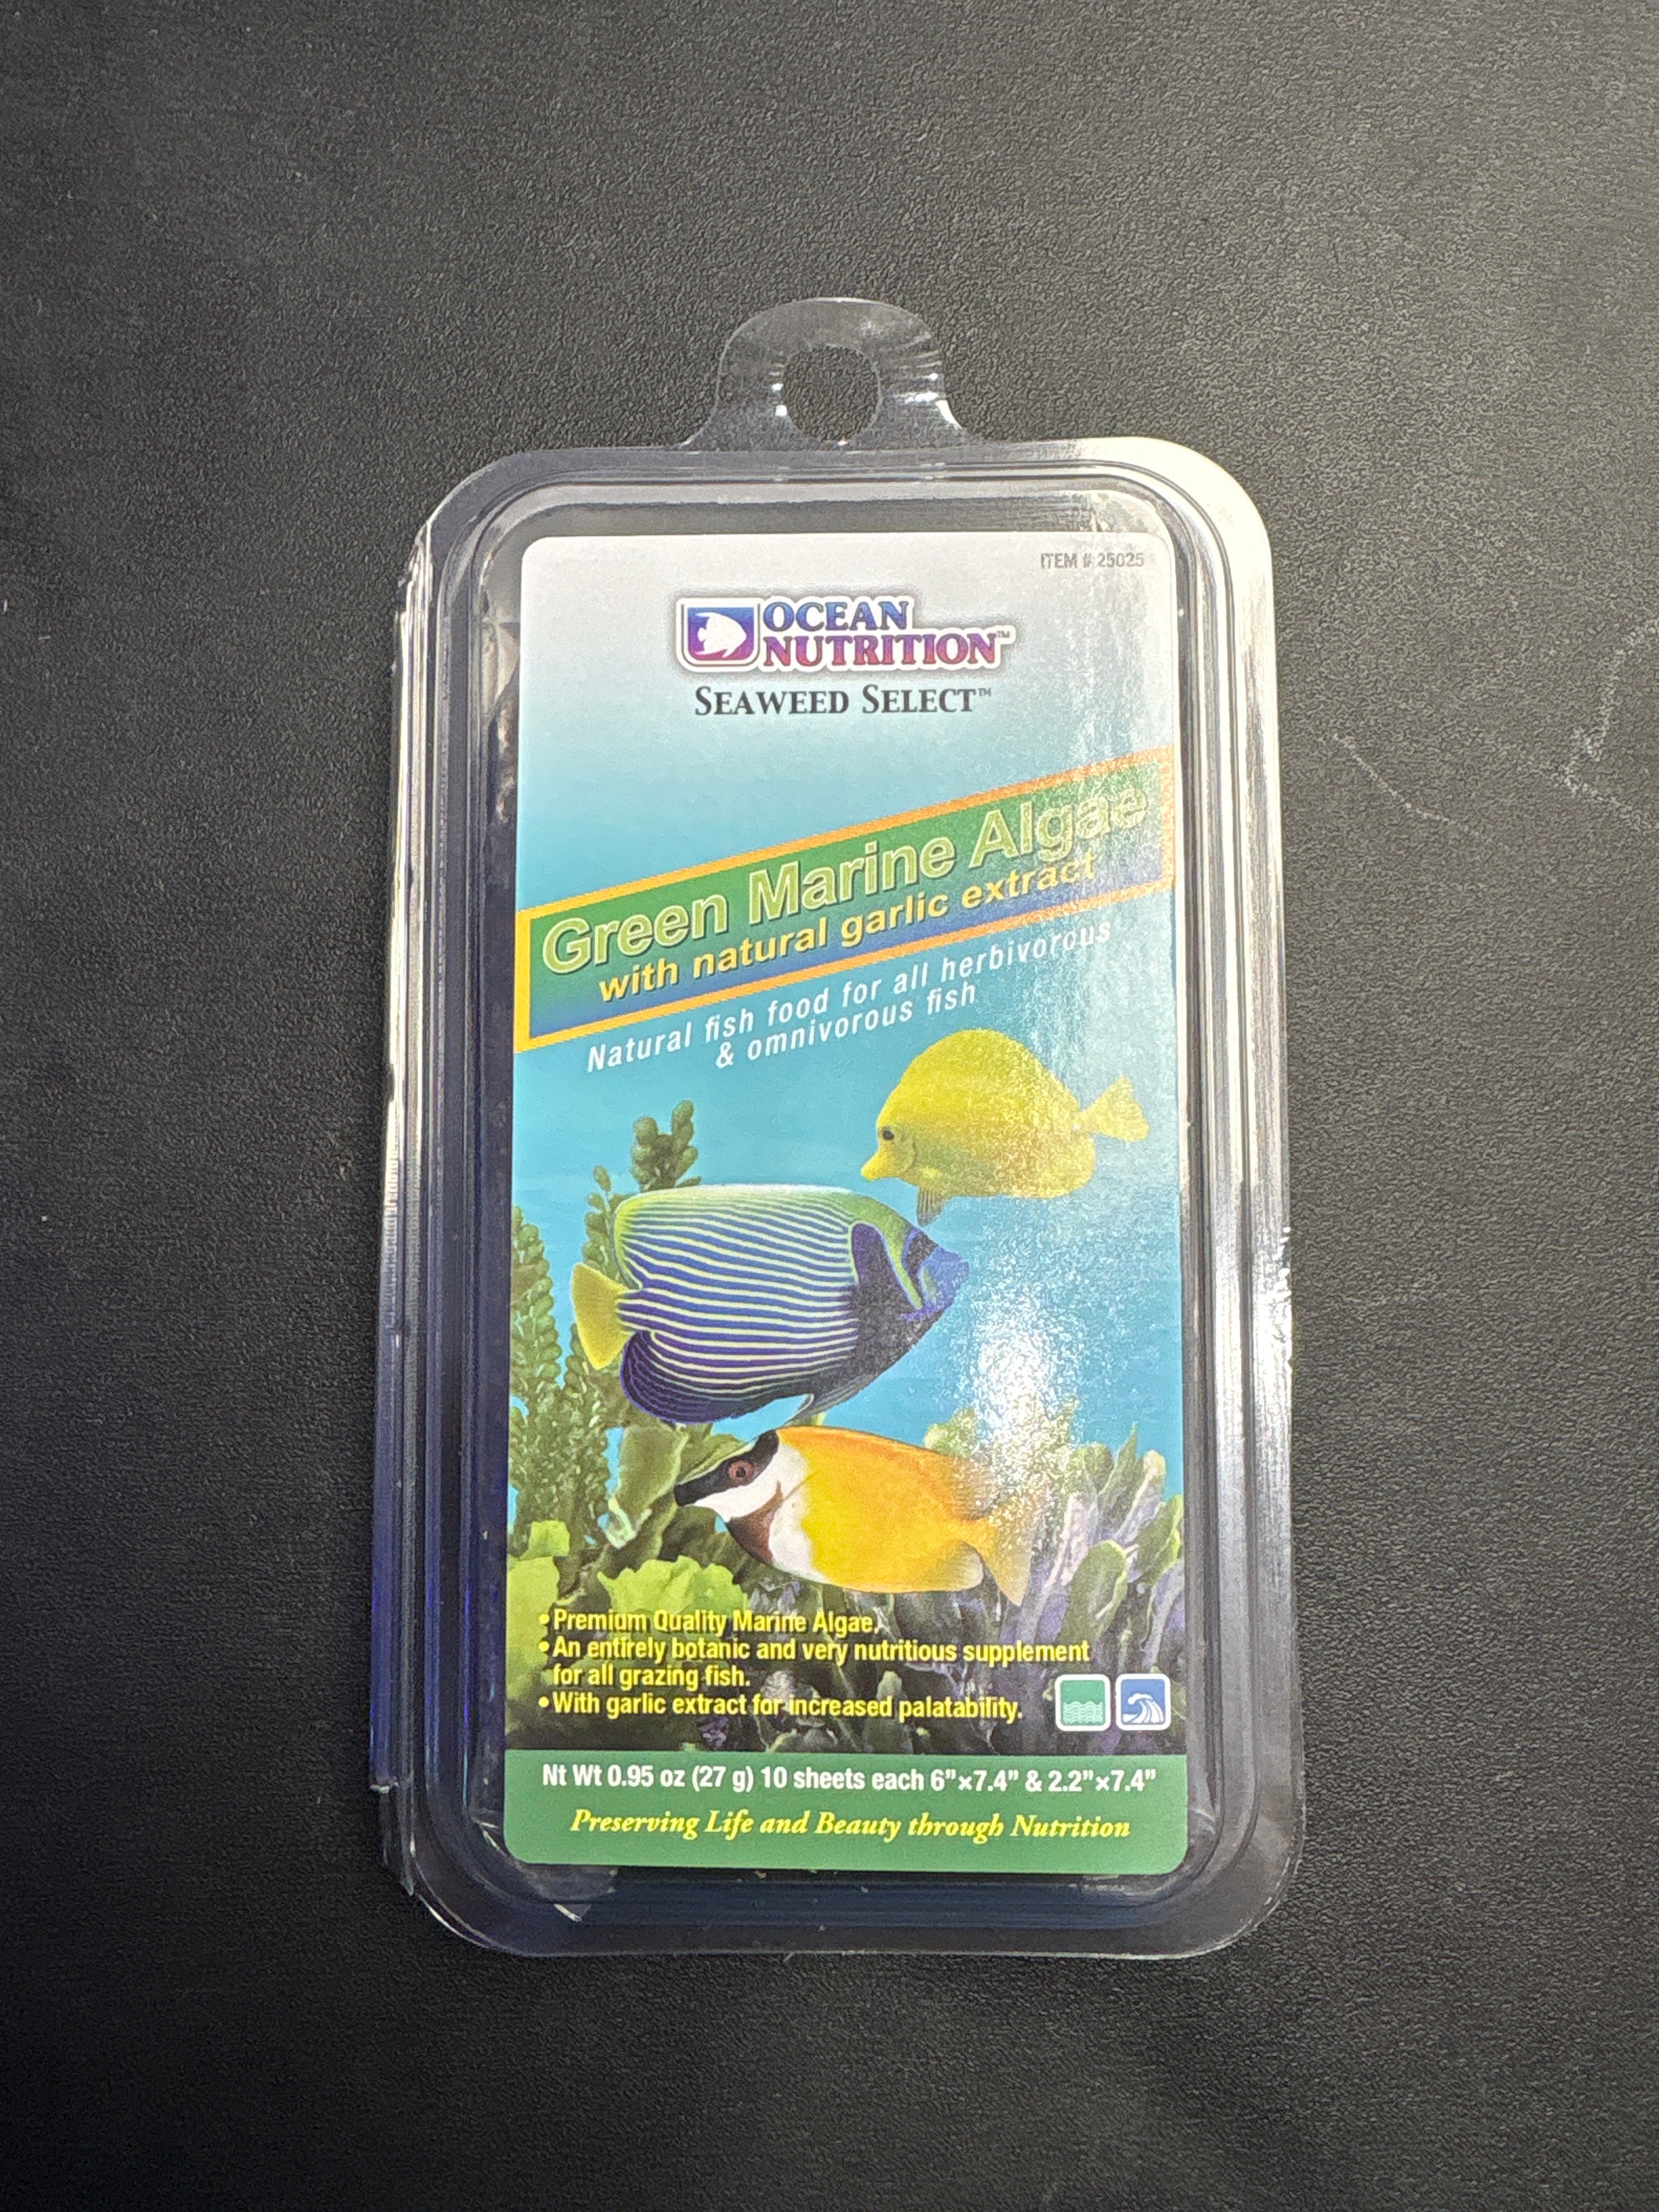 ITEM # 25025
OCEAN
NUTRITION™
SEAWEED SELECT™
Green Marine Algae
with natural garlic extract
Natural fish food for all herbivorous
& omnivorous fish
• Premium Quality Marine Algae.
• An entirely botanic and very nutritious supplement
for all grazing fish.
• With garlic extract for increased palatability.
Nt Wt 0.95 oz (27 g) 10 sheets each 6”×7.4” & 2.2”×7.4”
Preserving Life and Beauty through Nutrition